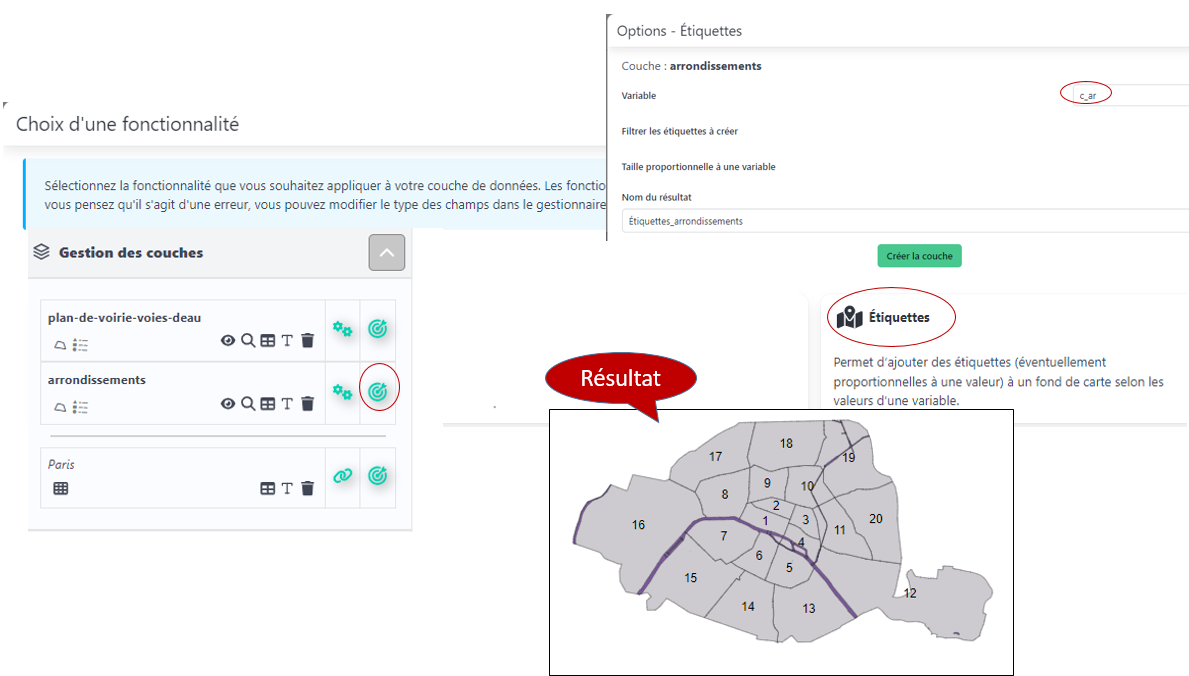 Options - Étiquettes
Couche : arrondissements
Variable
c_ar
Filtrer les étiquettes à créer
Taille proportionnelle à une variable
Nom du résultat
Étiquettes_arrondissements
Créer la couche
Choix d'une fonctionnalité
Sélectionnez la fonctionnalité que vous souhaitez appliquer à votre couche de données. Les fonctio
vous pensez qu'il s'agit d'une erreur, vous pouvez modifier le type des champs dans le gestionnaire
Gestion des couches
plan-de-voirie-voies-deau
arrondissements
Paris
Étiquettes
Permet d'ajouter des étiquettes (éventuellement
proportionnelles à une valeur) à un fond de carte selon les
valeurs d'une variable.
Résultat
18
17
19
9
10
8
2
1
3
20
16
11
7
4
6
5
15
12
14
13